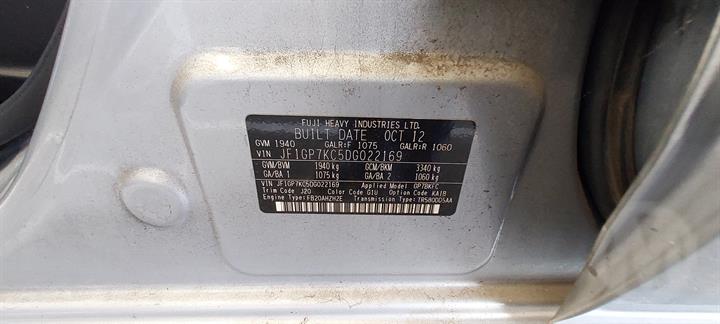 FUJI HEAVY INDUSTRIES LTD.
BUILT DATE OCT 12
GVM 1940 GALR:F 1075 GALR:R 1060
VIN JF1GP7KC5DG022169
GVM/BVM 1940 kg GCM/BKM 3340 kg
GA/BA 1 1075 kg GA/BA 2 1060 kg
VIN JF1GP7KC5DG022169 Applied Model GP7BKFC
Trim Code J20 Color Code G1U Option Code KA1B
Engine Type:FB20AHZH2E Transmission Type:TR580DD5AA